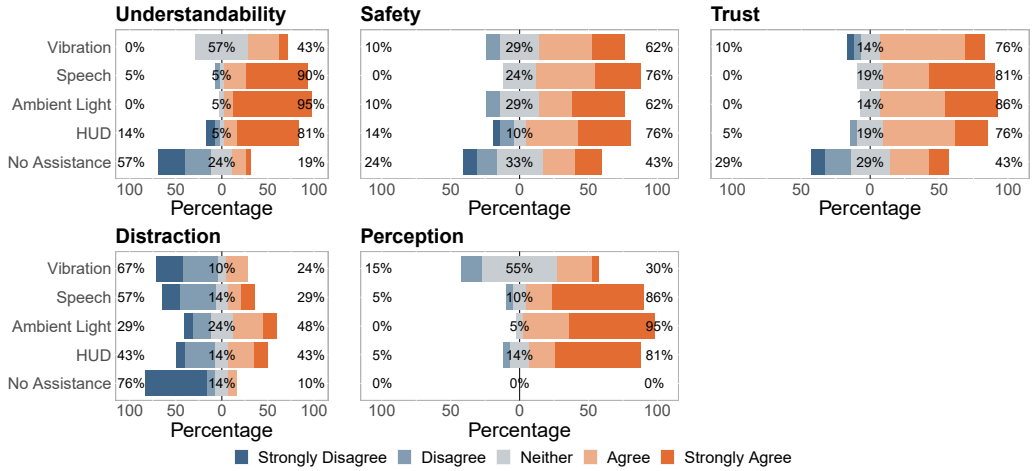 Understandability
Safety
Trust
Vibration 0% 57% 43% 10% 29% 62% 10% 14% 76%
Speech 5% 5% 90% 0% 24% 76% 0% 19% 81%
Ambient Light 0% 5% 95% 10% 29% 62% 0% 14% 86%
HUD 14% 5% 81% 14% 10% 76% 5% 19% 76%
No Assistance 57% 24% 19% 24% 33% 43% 29% 29% 43%
100 50 0 50 100 100 50 0 50 100 100 50 0 50 100
Percentage Percentage Percentage
Distraction
Perception
Vibration 67% 10% 24% 15% 55% 30%
Speech 57% 14% 29% 5% 10% 86%
Ambient Light 29% 24% 48% 0% 5% 95%
HUD 43% 14% 43% 5% 14% 81%
No Assistance 76% 14% 10% 0% 0% 0%
100 50 0 50 100 100 50 0 50 100
Percentage Percentage
Strongly Disagree Disagree Neither Agree Strongly Agree